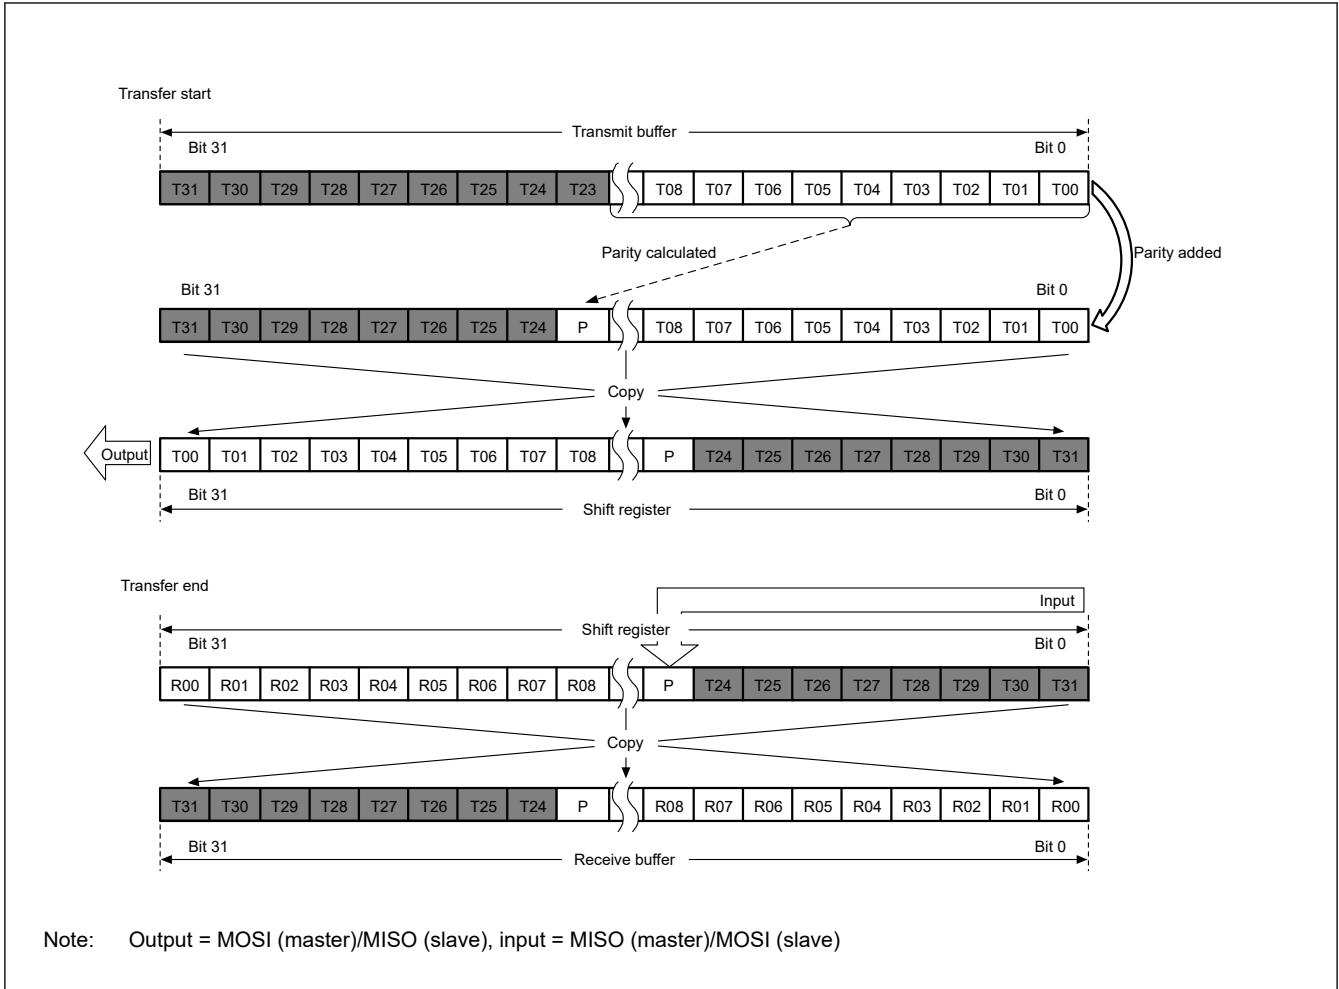 Transfer start
Transmit buffer
Bit 31 Bit 0
T31 T30 T29 T28 T27 T26 T25 T24 T23 T08 T07 T06 T05 T04 T03 T02 T01 T00
Parity calculated Parity added
Bit 31 Bit 0
T31 T30 T29 T28 T27 T26 T25 T24 P T08 T07 T06 T05 T04 T03 T02 T01 T00
Copy
Output T00 T01 T02 T03 T04 T05 T06 T07 T08 P T24 T25 T26 T27 T28 T29 T30 T31
Bit 31 Bit 0
Shift register
Transfer end
Input
Shift register
Bit 31 Bit 0
R00 R01 R02 R03 R04 R05 R06 R07 R08 P T24 T25 T26 T27 T28 T29 T30 T31
Copy
T31 T30 T29 T28 T27 T26 T25 T24 P R08 R07 R06 R05 R04 R03 R02 R01 R00
Bit 31 Bit 0
Receive buffer
Note: Output = MOSI (master)/MISO (slave), input = MISO (master)/MOSI (slave)